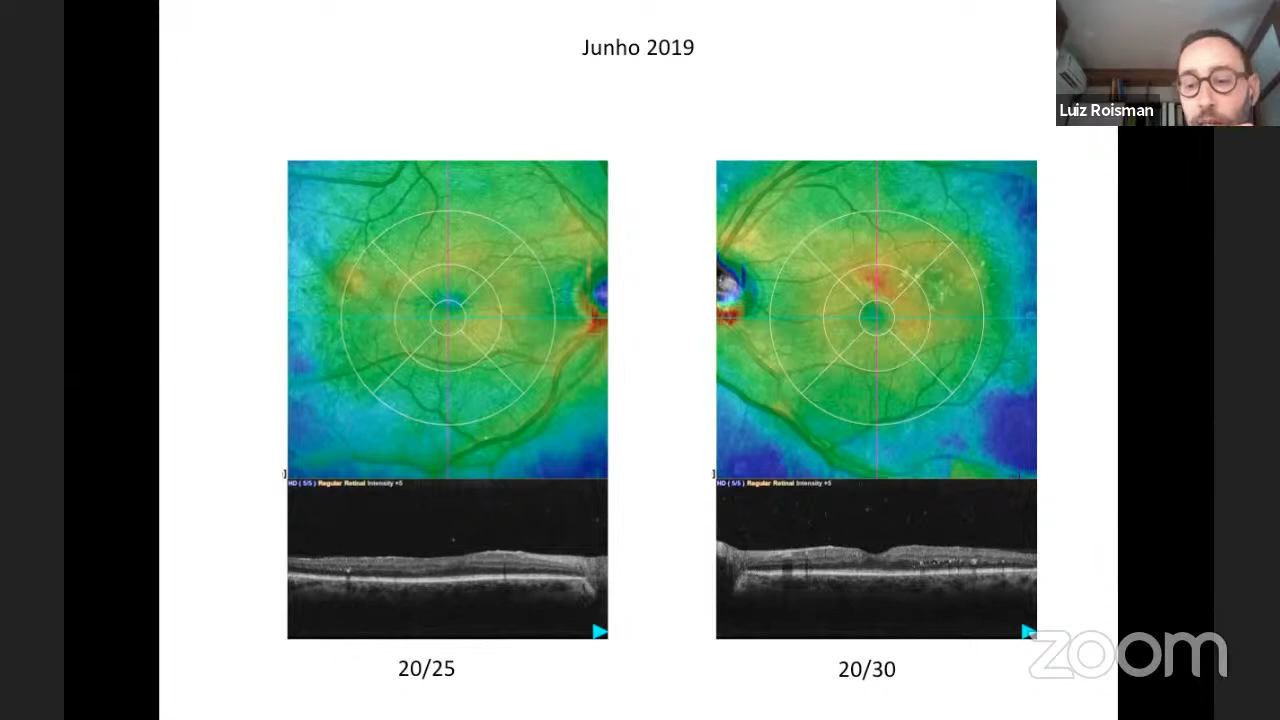 Junho 2019
Luiz Roisman
HD ( 5/5 ) Regular Retinal Intensity +5
HD ( 5/5 ) Regular Retinal Intensity +5
20/25
20/30
zoom